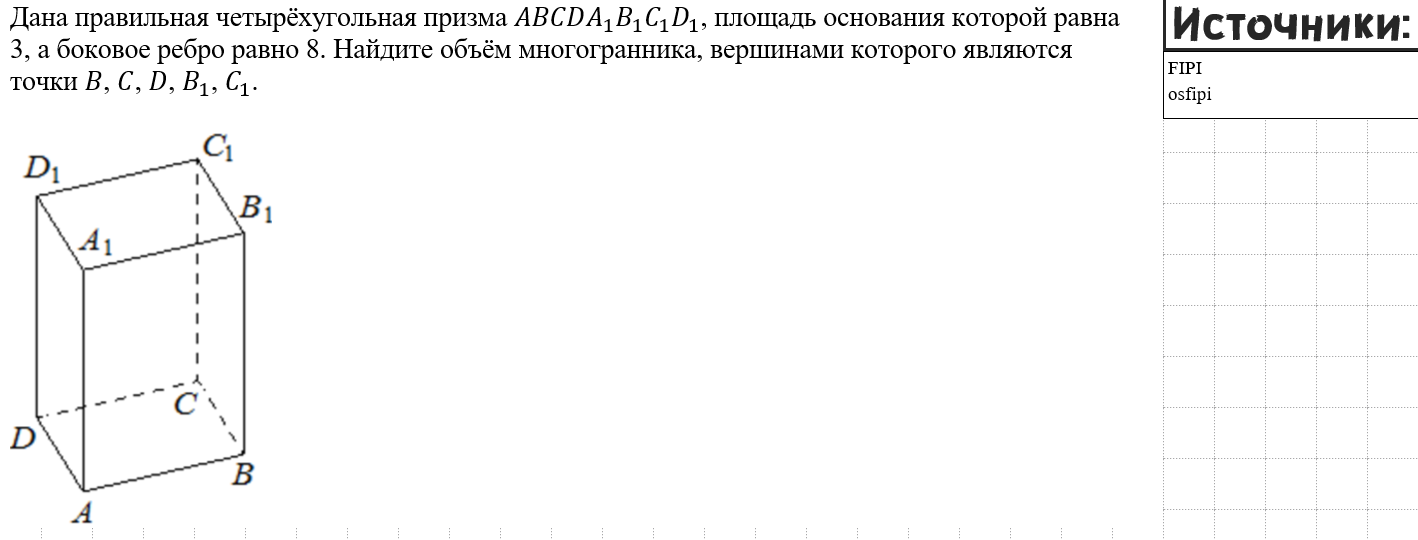 Дана правильная четырёхугольная призма ABCDA₁B₁C₁D₁, площадь основания которой равна
3, а боковое ребро равно 8. Найдите объём многогранника, вершинами которого являются
точки B, C, D, B₁, C₁.
Источники:
FIPI
osfipi
C₁
D₁
B₁
A₁
C
D
B
A